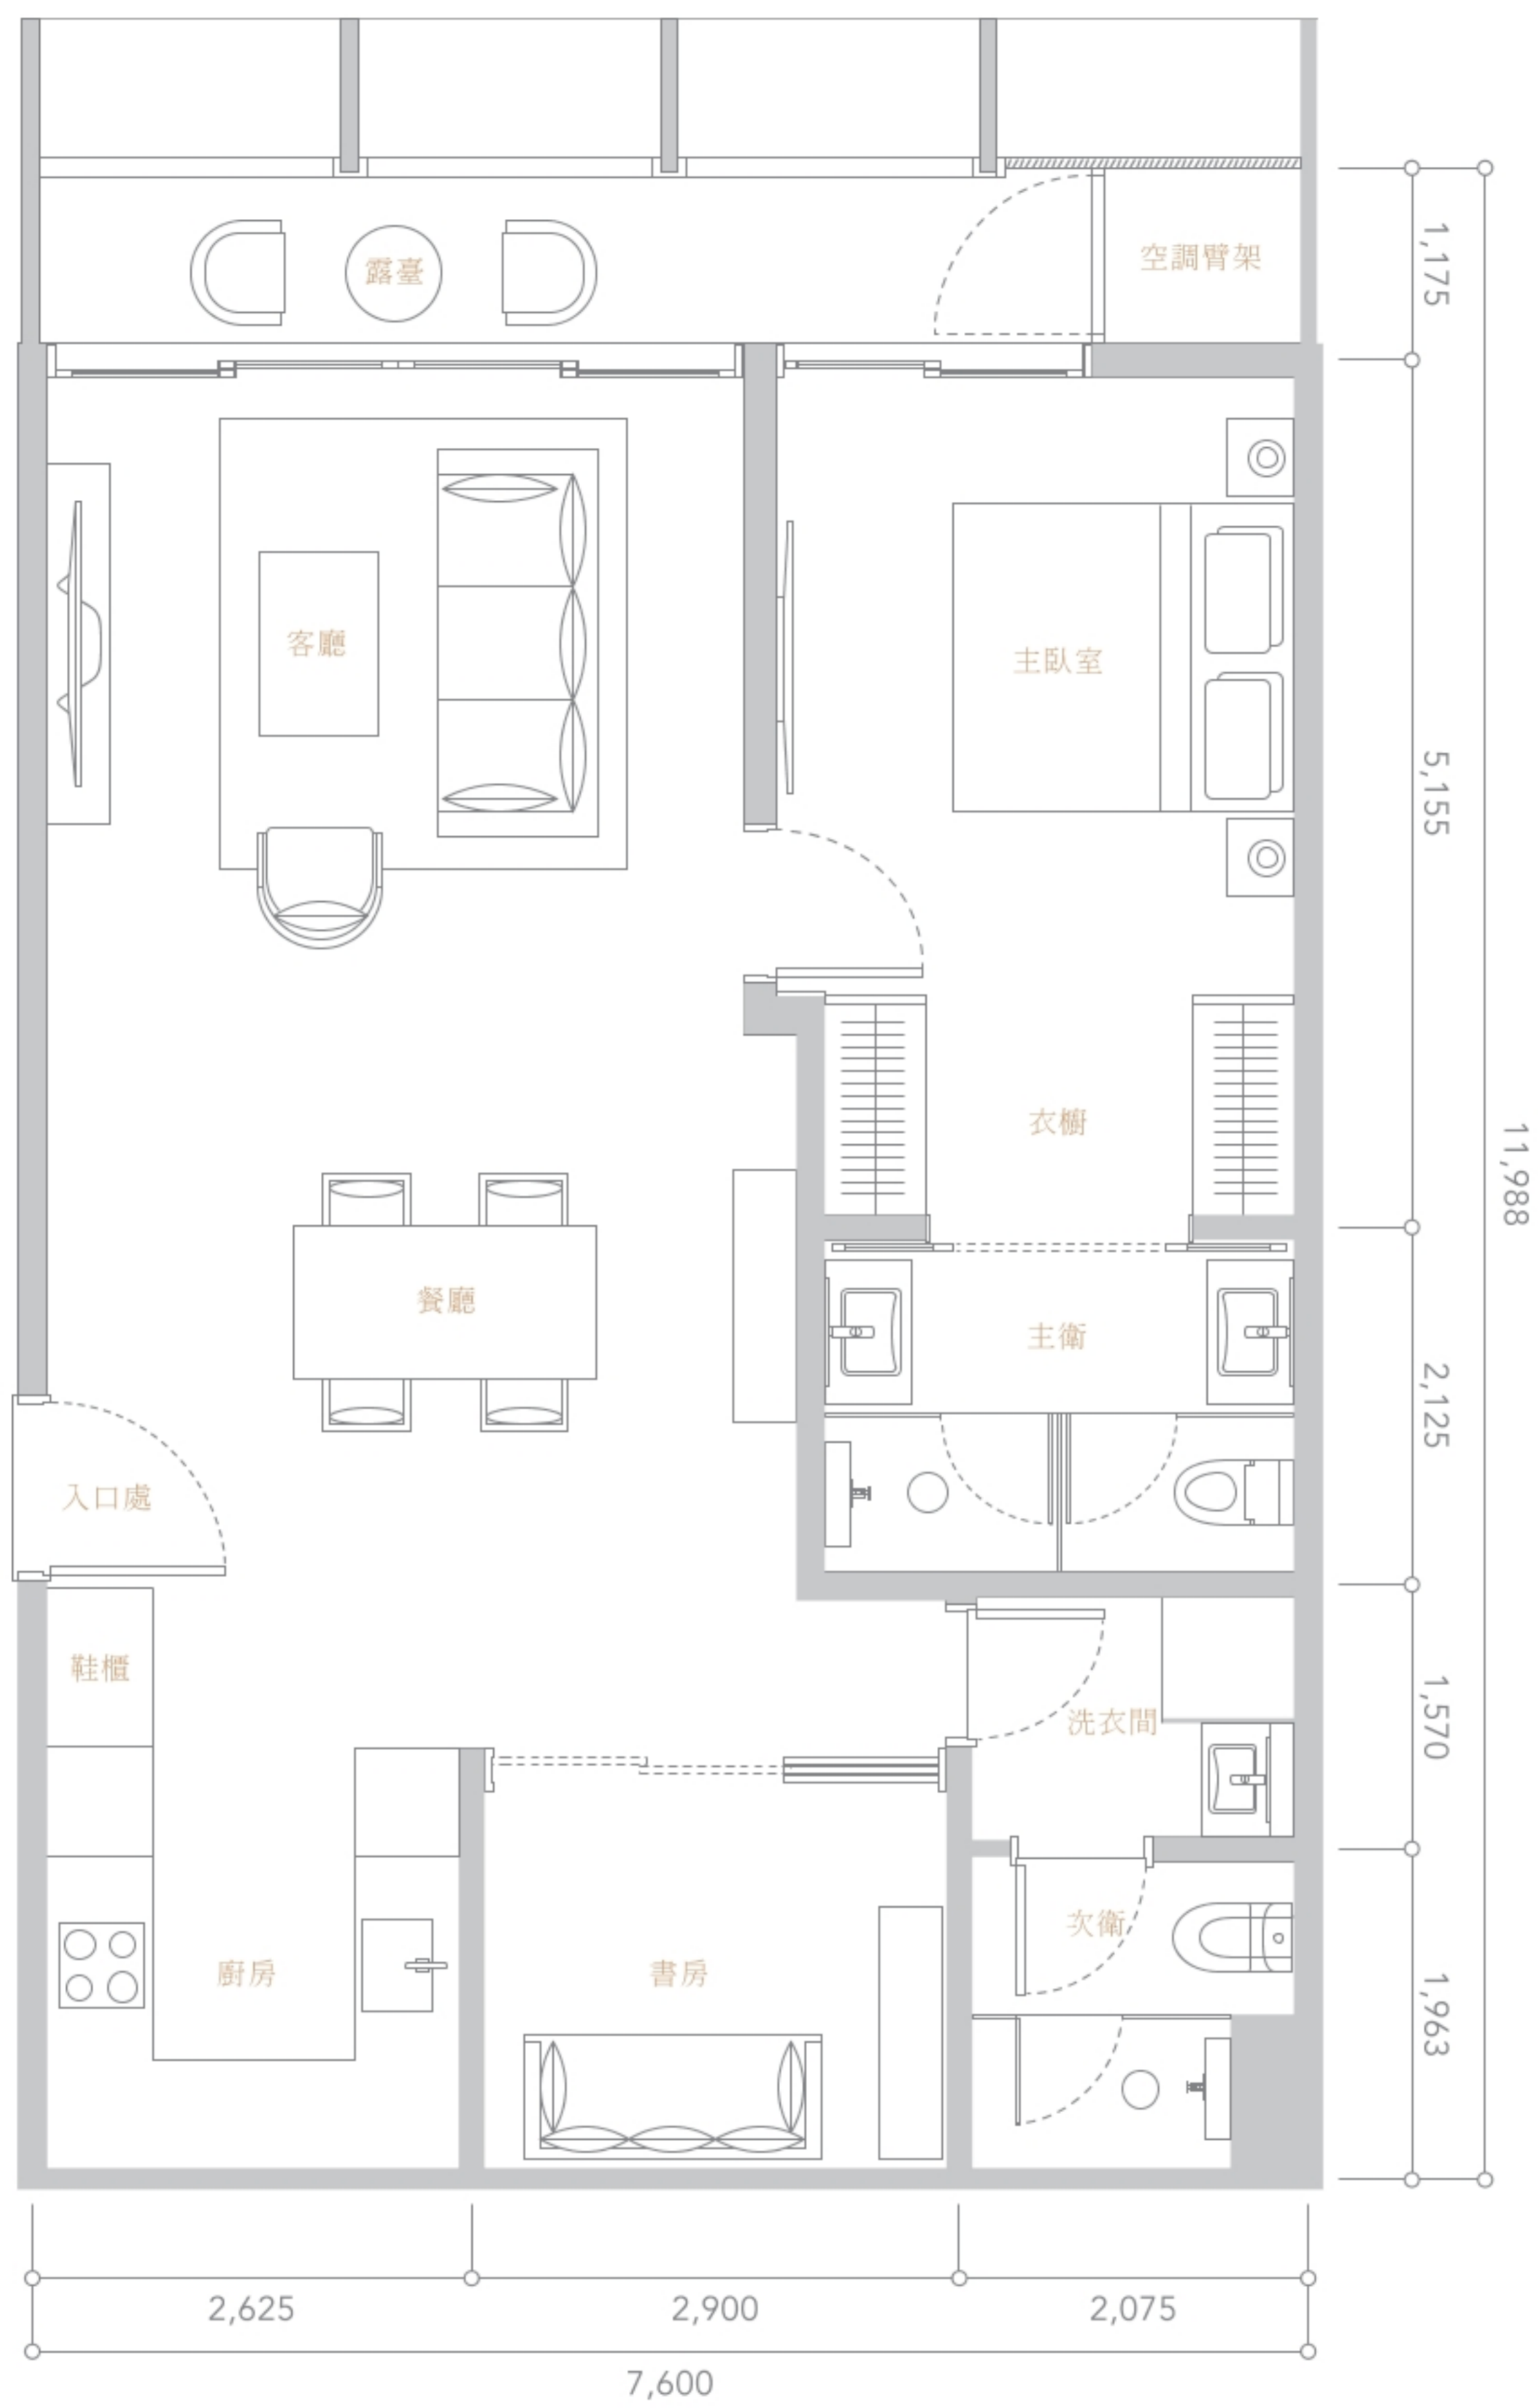 露臺
空調臂架
1,175
客廳
主臥室
5,155
衣櫥
11,988
餐廳
主衛
2,125
入口處
鞋櫃
洗衣間
1,570
廚房
書房
次衛
1,963
2,625
2,900
2,075
7,600